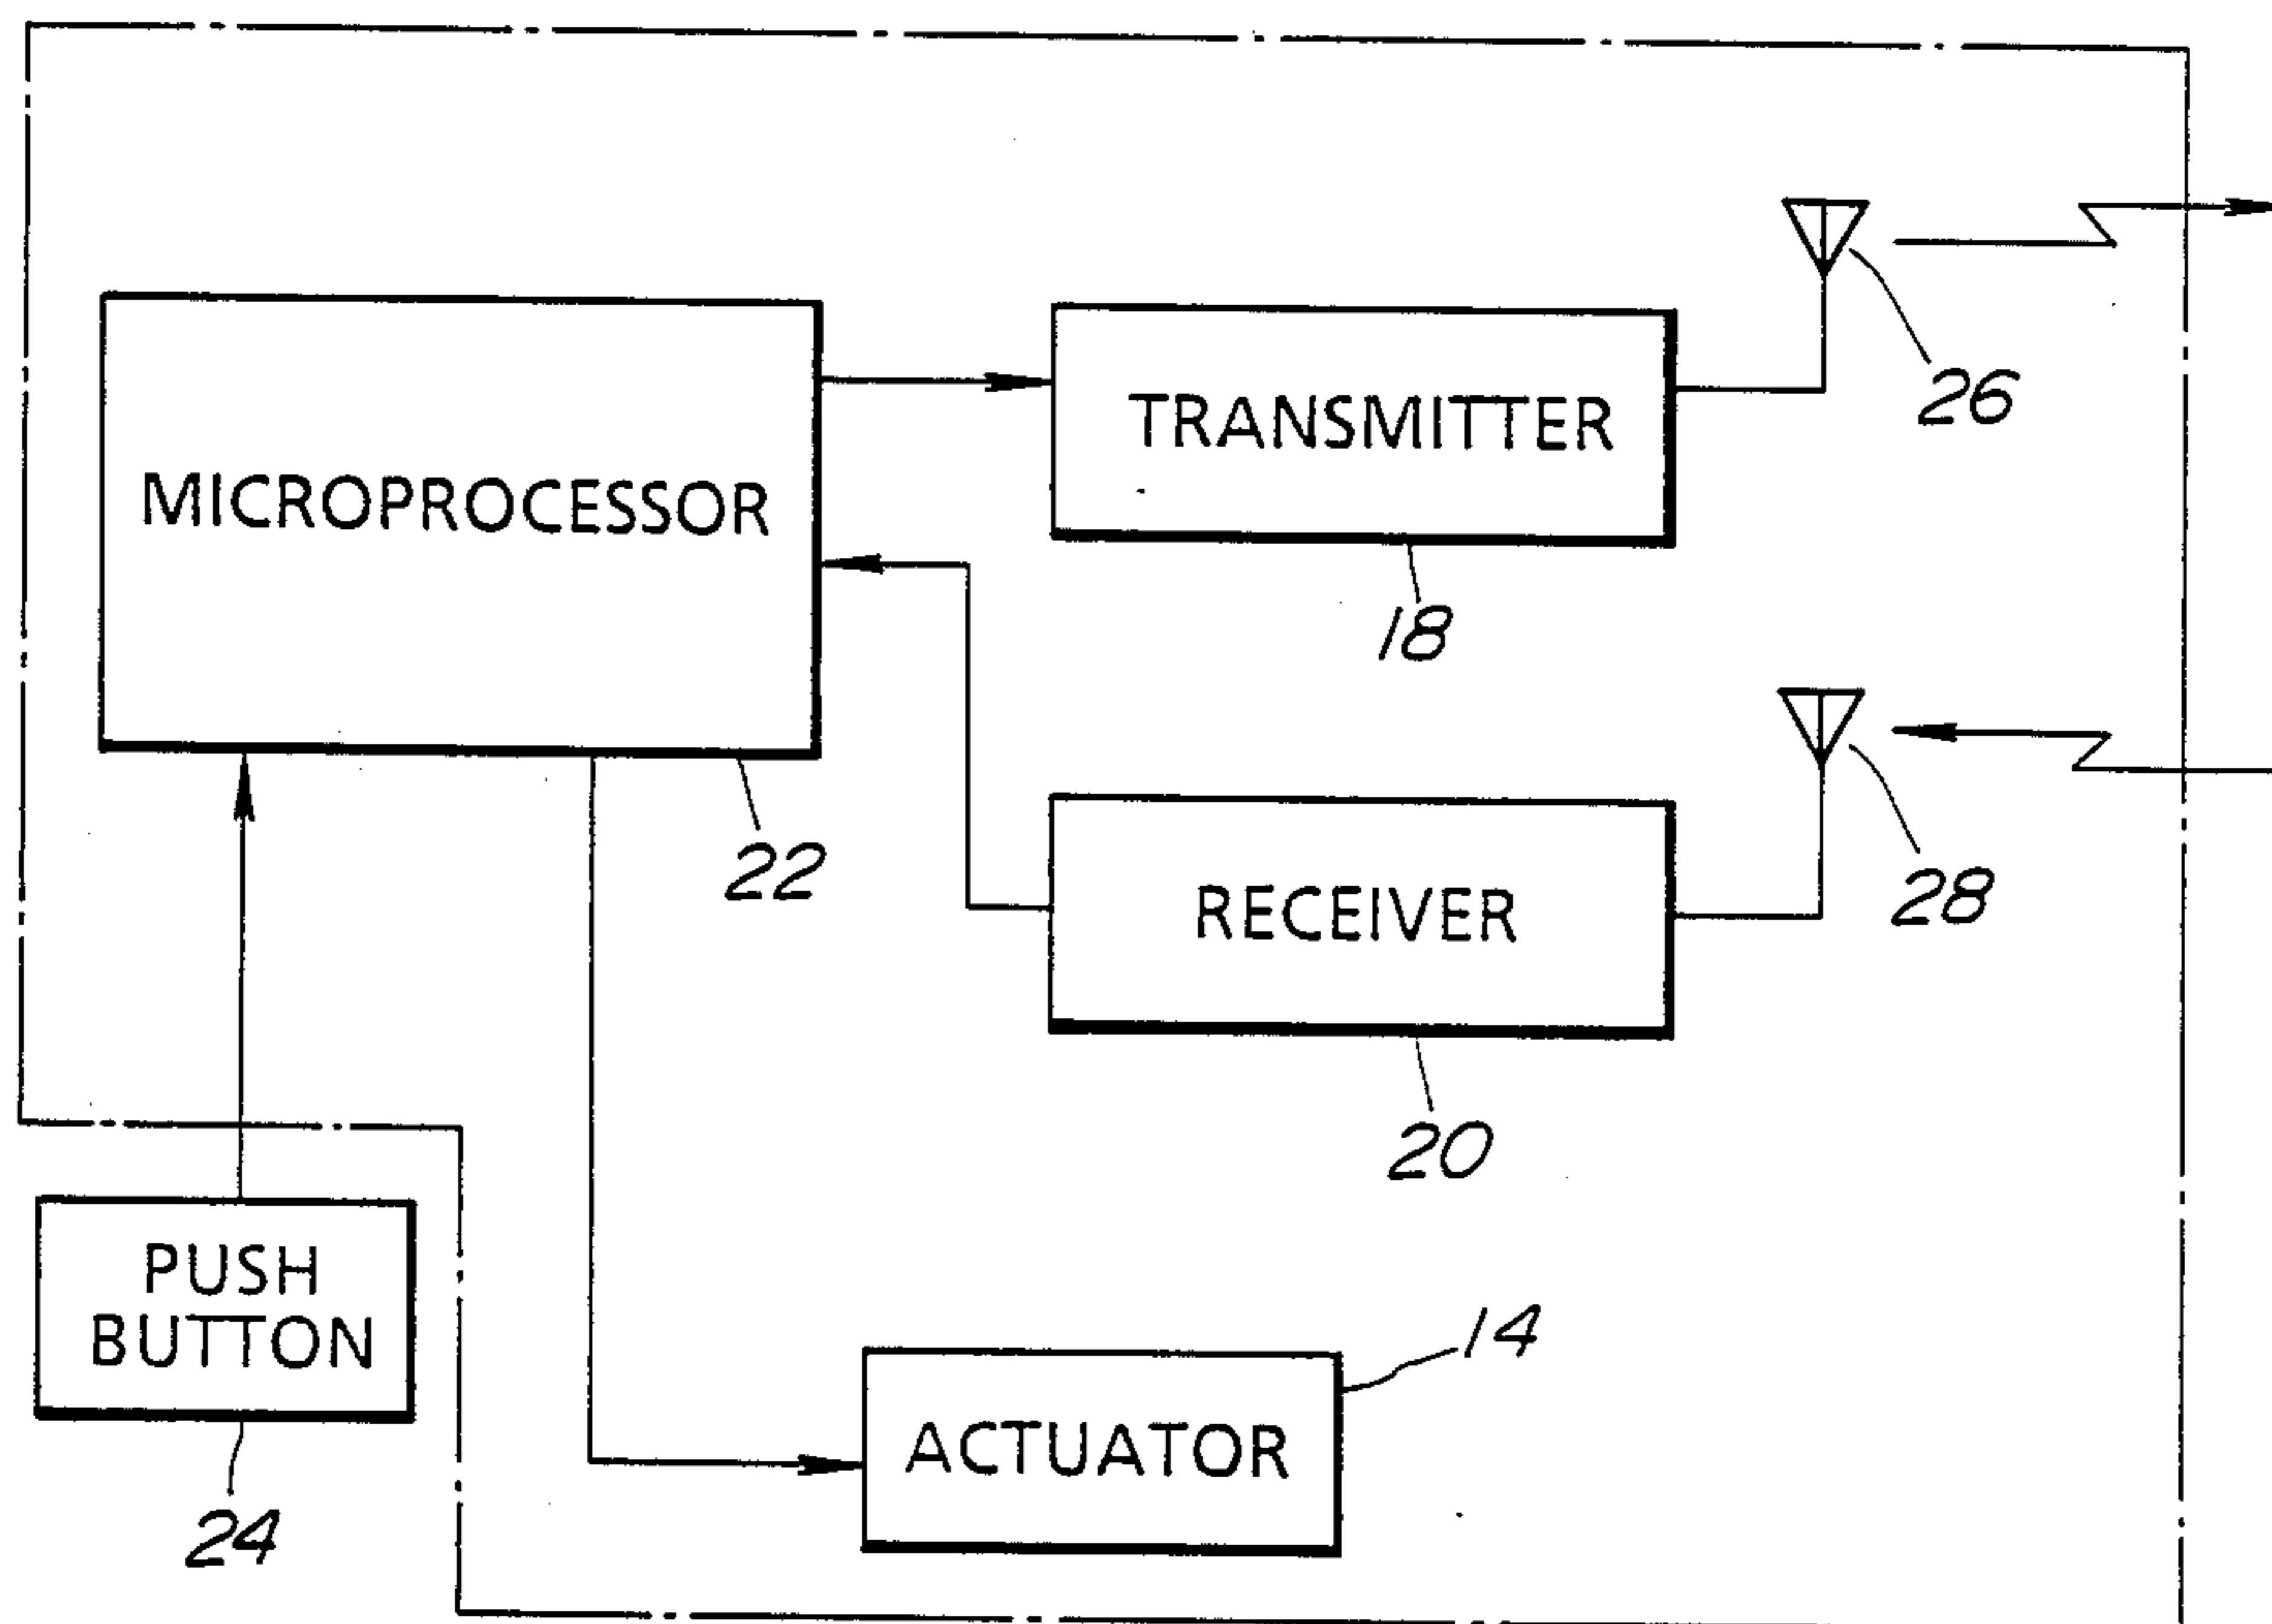 26
TRANSMITTER
MICROPROCESSOR
18
22
28
RECEIVER
20
PUSH
BUTTON
14
ACTUATOR
24